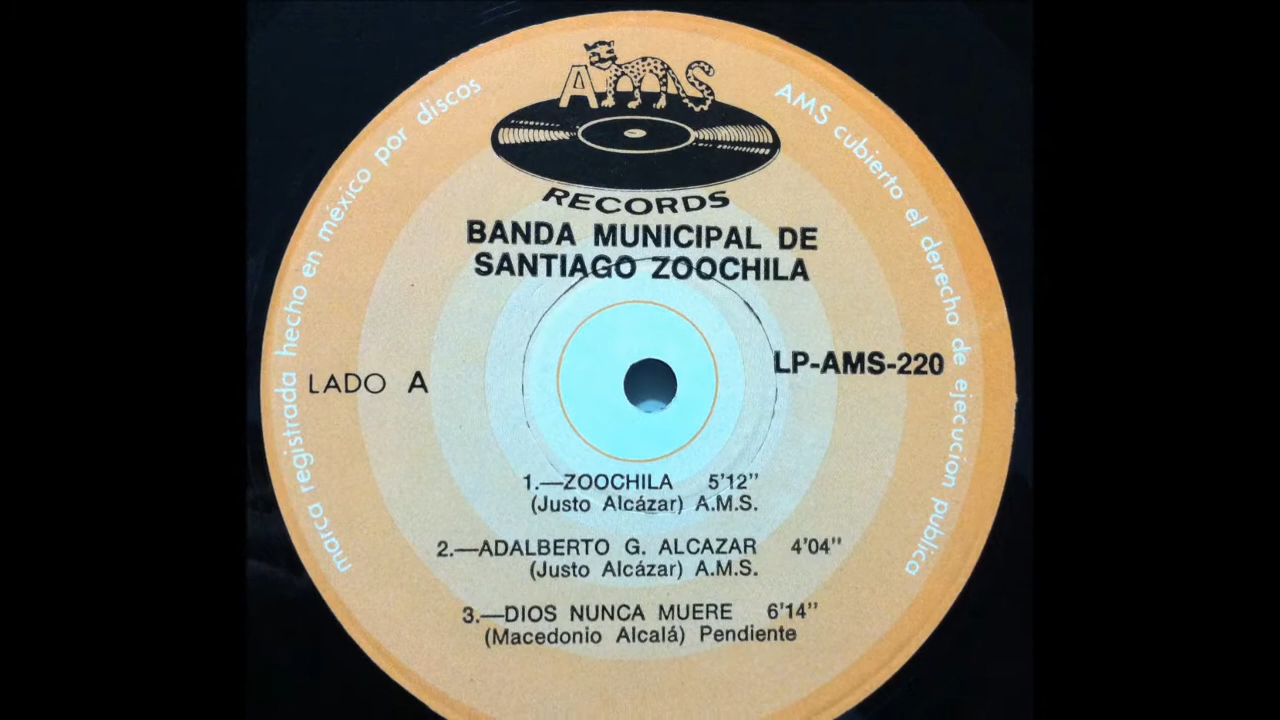 AMS
RECORDS
BANDA MUNICIPAL DE
SANTIAGO ZOOCHILA
LADO A
LP-AMS-220
1.—ZOOCHILA 5'12"
(Justo Alcázar) A.M.S.
2.—ADALBERTO G. ALCAZAR 4'04"
(Justo Alcázar) A.M.S.
3.—DIOS NUNCA MUERE 6'14"
(Macedonio Alcalá) Pendiente
marca registrada hecho en méxico por discos
AMS cubierto el derecho de ejecucion publica